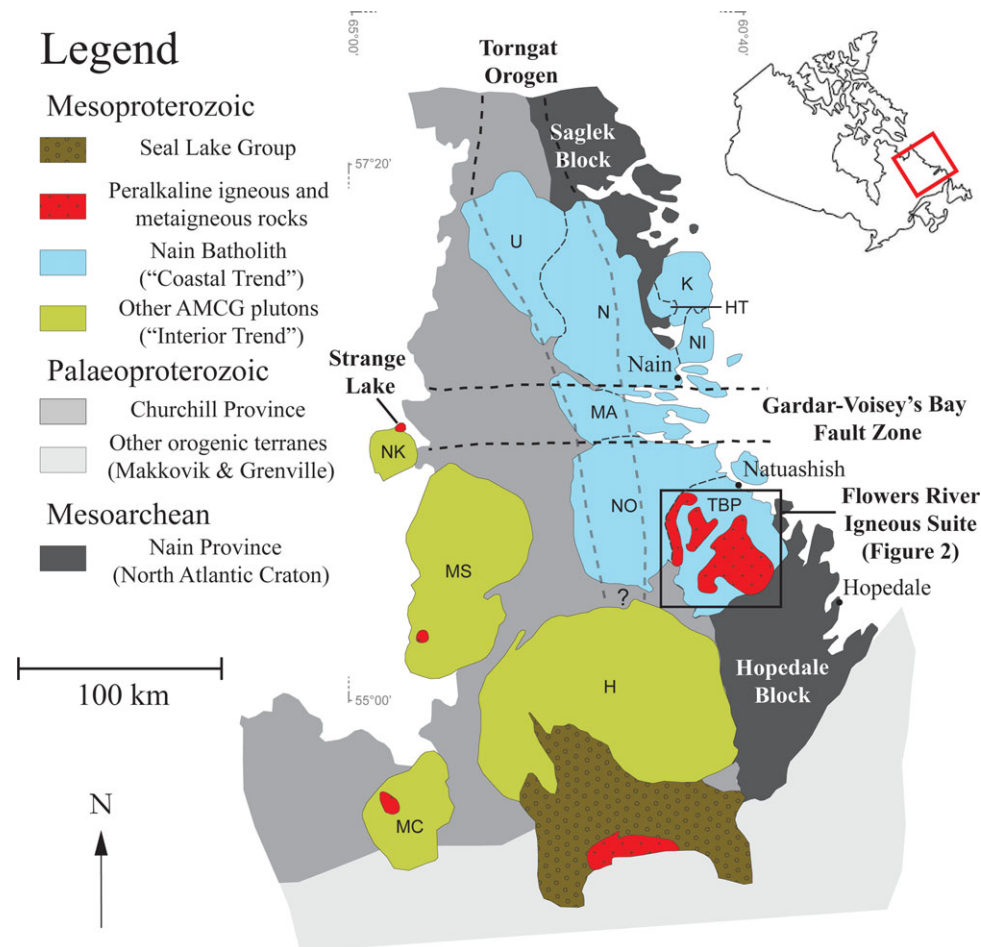 Legend
Mesoproterozoic
Seal Lake Group
Peralkaline igneous and
metaigneous rocks
Nain Batholith
(“Coastal Trend”)
Other AMCG plutons
(“Interior Trend”)
Palaeoproterozoic
Churchill Province
Other orogenic terranes
(Makkovik & Grenville)
Mesoarchean
Nain Province
(North Atlantic Craton)
100 km
N
65°00'
60°40'
57°20'
55°00'
Torngat
Orogen
Saglek
Block
U
N
K
HT
NI
Nain
Strange
Lake
NK
MA
Gardar-Voisey’s Bay
Fault Zone
Natuashish
NO
TBP
Flowers River
Igneous Suite
(Figure 2)
MS
?
Hopedale
H
Hopedale
Block
MC